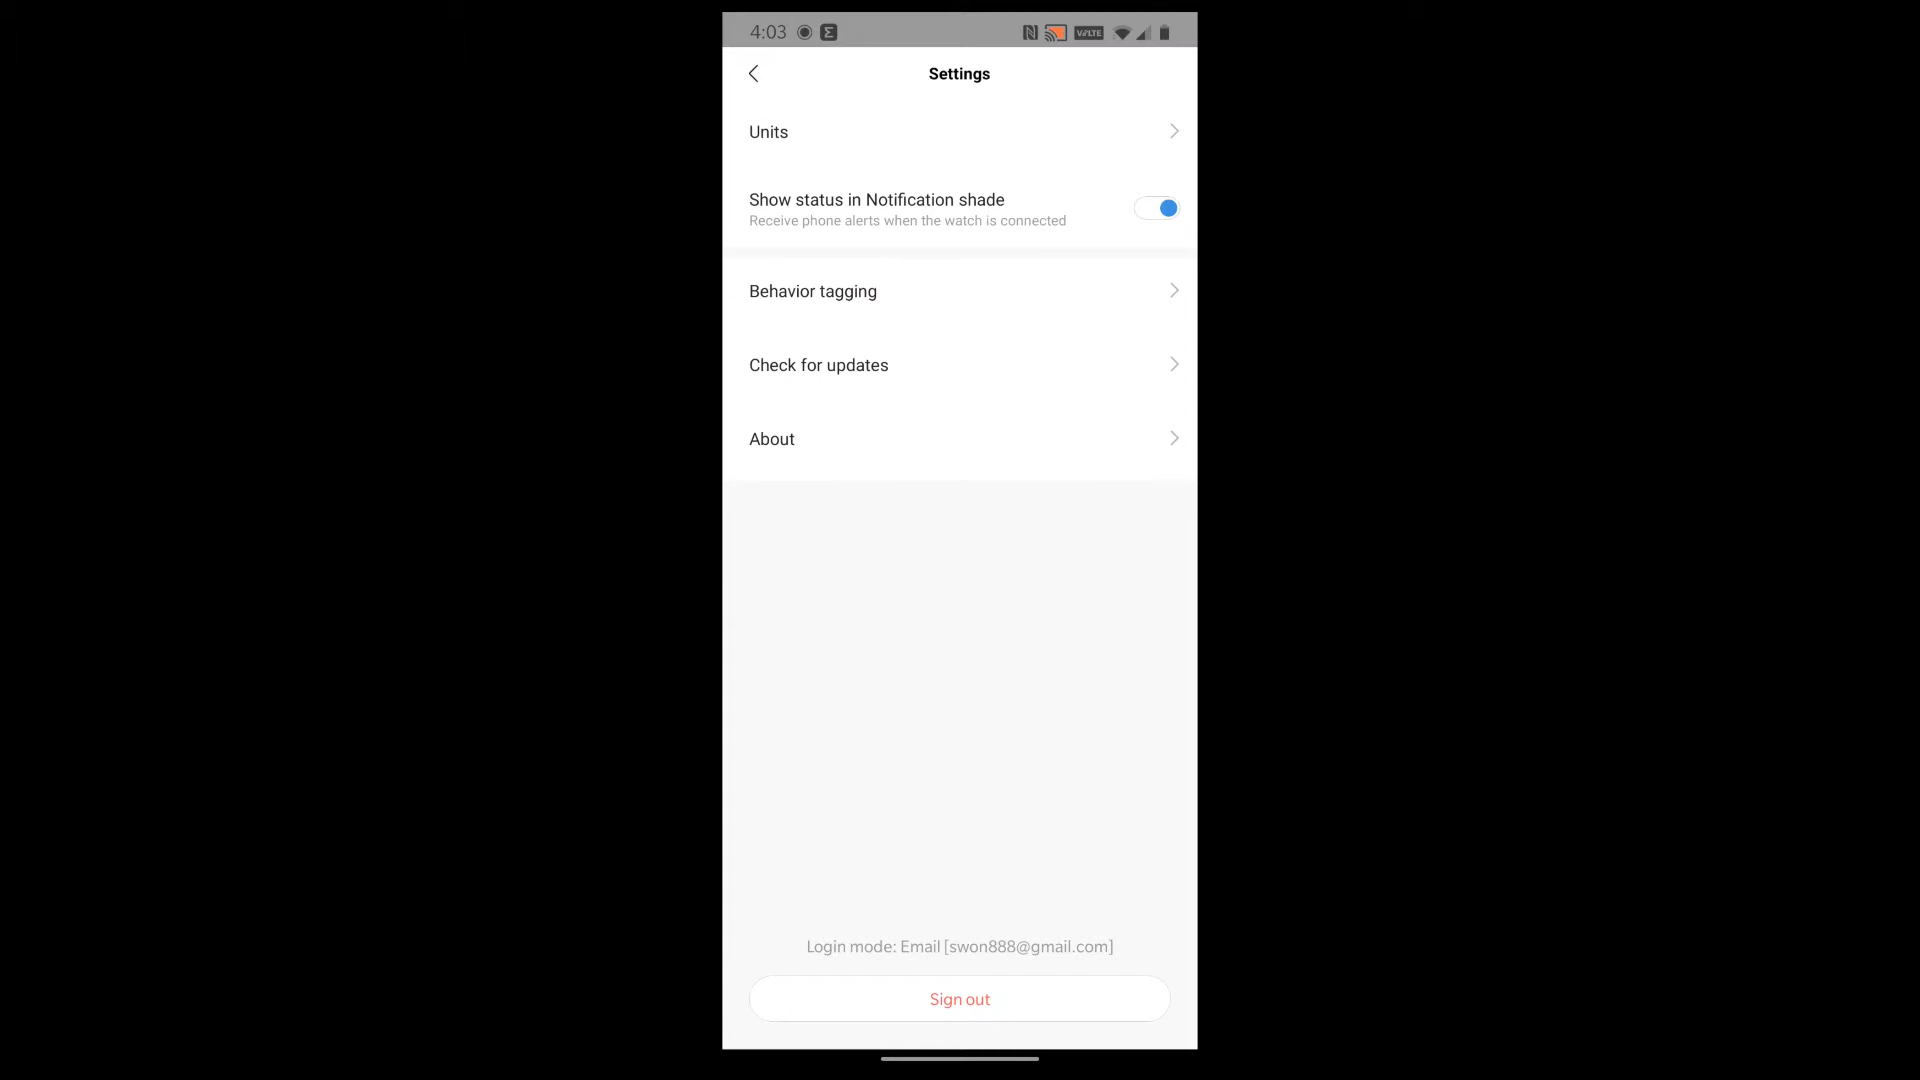 4:03
VoLTE
Settings
Units
Show status in Notification shade
Receive phone alerts when the watch is connected
Behavior tagging
Check for updates
About
Login mode: Email [swon888@gmail.com]
Sign out